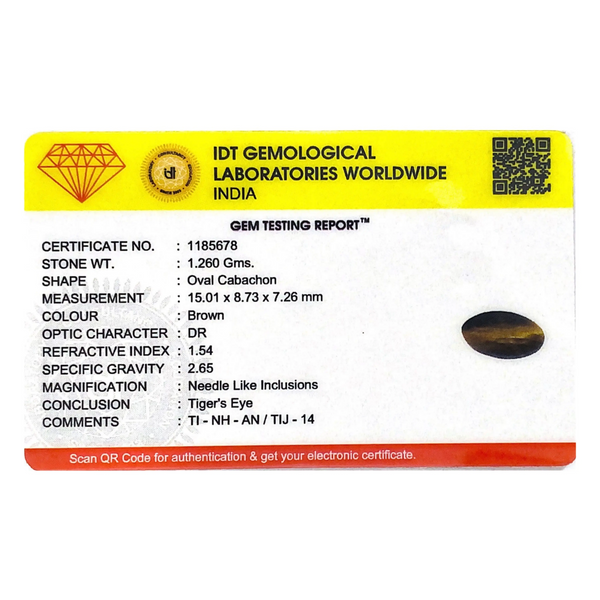 IDT GEMOLOGICAL
LABORATORIES WORLDWIDE
INDIA
GEM TESTING REPORT™
CERTIFICATE NO. : 1185678
STONE WT. : 1.260 Gms.
SHAPE : Oval Cabachon
MEASUREMENT : 15.01 x 8.73 x 7.26 mm
COLOUR : Brown
OPTIC CHARACTER : DR
REFRACTIVE INDEX : 1.54
SPECIFIC GRAVITY : 2.65
MAGNIFICATION : Needle Like Inclusions
CONCLUSION : Tiger's Eye
COMMENTS : TI - NH - AN / TIJ - 14
Scan QR Code for authentication & get your electronic certificate.